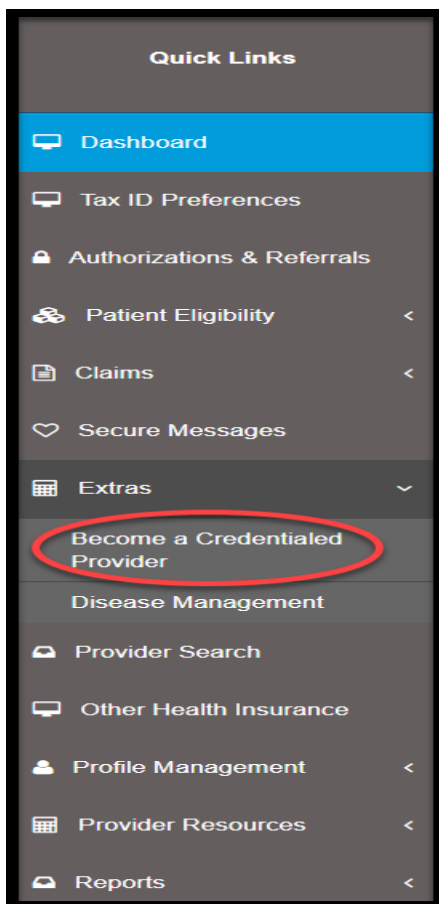 Quick Links
Dashboard
Tax ID Preferences
Authorizations & Referrals
Patient Eligibility
Claims
Secure Messages
Extras
Become a Credentialed
Provider
Disease Management
Provider Search
Other Health Insurance
Profile Management
Provider Resources
Reports